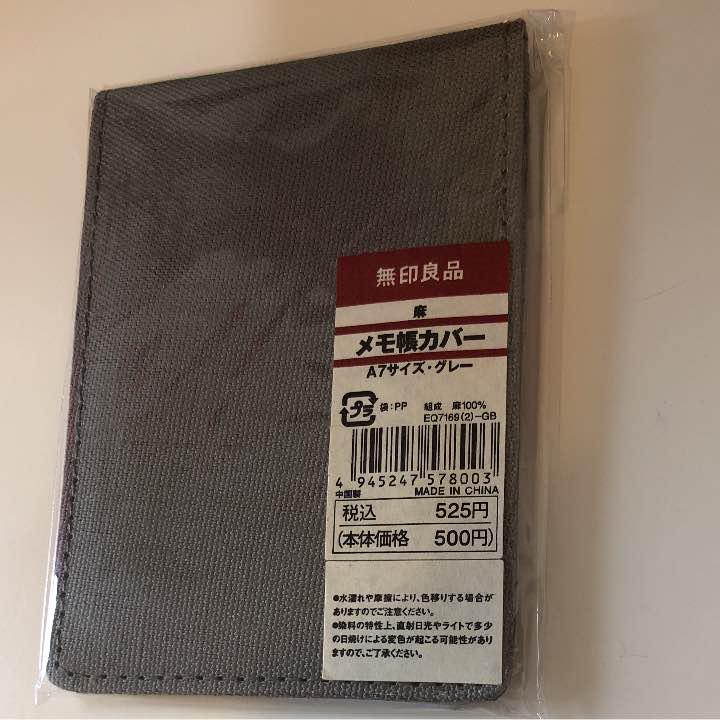 無印良品
麻
メモ帳カバー
A7サイズ・グレー
プラ 袋:PP 組成 麻100%
EQ7169(2)-GB
4 945247 578003
中国製 MADE IN CHINA
税込 525円
(本体価格 500円)
●水濡れや摩擦により、色移りする場合が
ありますのでご注意ください。
●染料の特性上、直射日光やライトで多少
の日焼けによる変色が起こる可能性があり
ますので、ご了承ください。